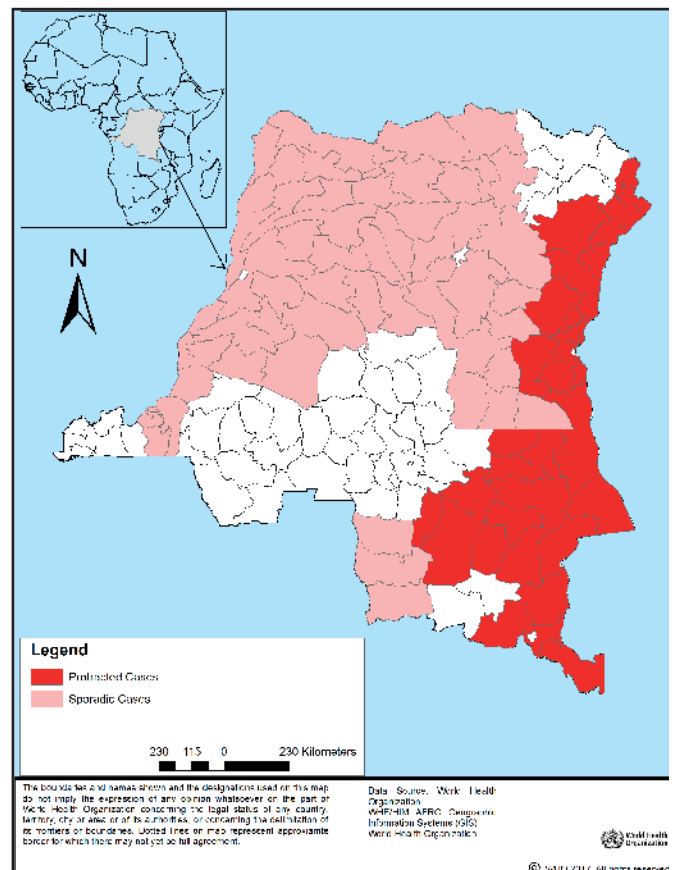 N
Legend
Protracted Cases
Sporadic Cases
230 115 0 230 Kilometers
The boundaries and names shown and the designations used on this map
do not imply the expression of any opinion whatsoever on the part of
World Health Organization concerning the legal status of any country,
territory, city or area or of its authorities, or concerning the delimitation of
its frontiers or boundaries. Dotted lines on map represent approximate
border for which there may not yet be full agreement.
Data Source: World Health
Organization
WHE/HIM AFRO Geographic
Information Systems (GIS)
World Health Organization
World Health
Organization
© WHO 2017. All rights reserved